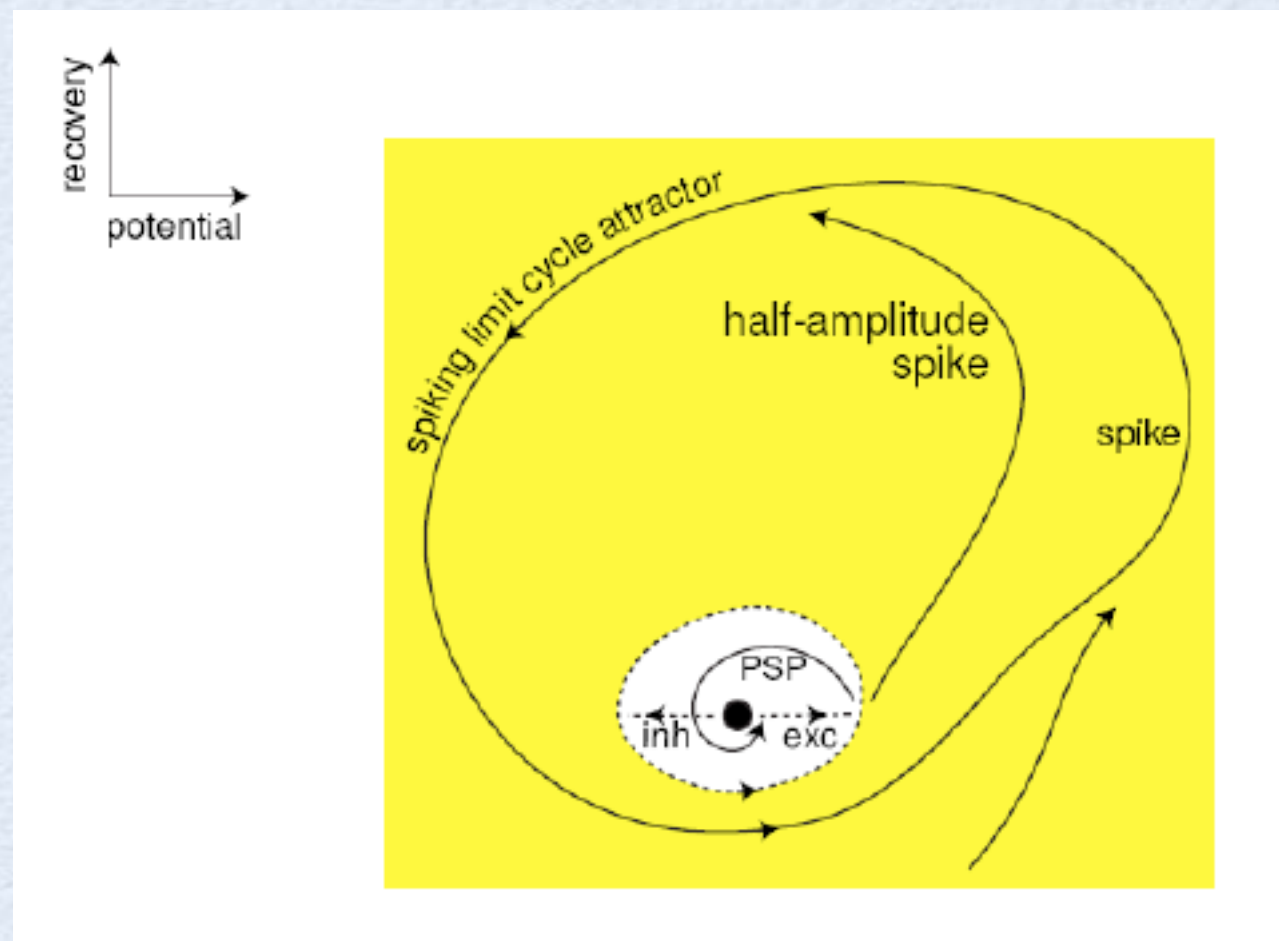 recovery
potential
spiking limit cycle attractor
half-amplitude
spike
spike
PSP
inh
exc